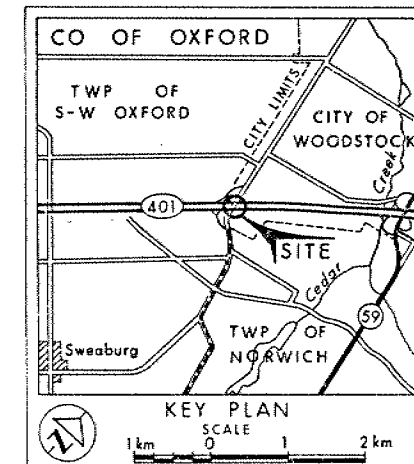 CO OF OXFORD
TWP OF
S-W OXFORD
CITY LIMITS
CITY OF
WOODSTOCK
Creek
401
SITE
Cedar
59
TWP OF
NORWICH
Sweaburg
N
KEY PLAN
SCALE
1 km 0 1 2 km